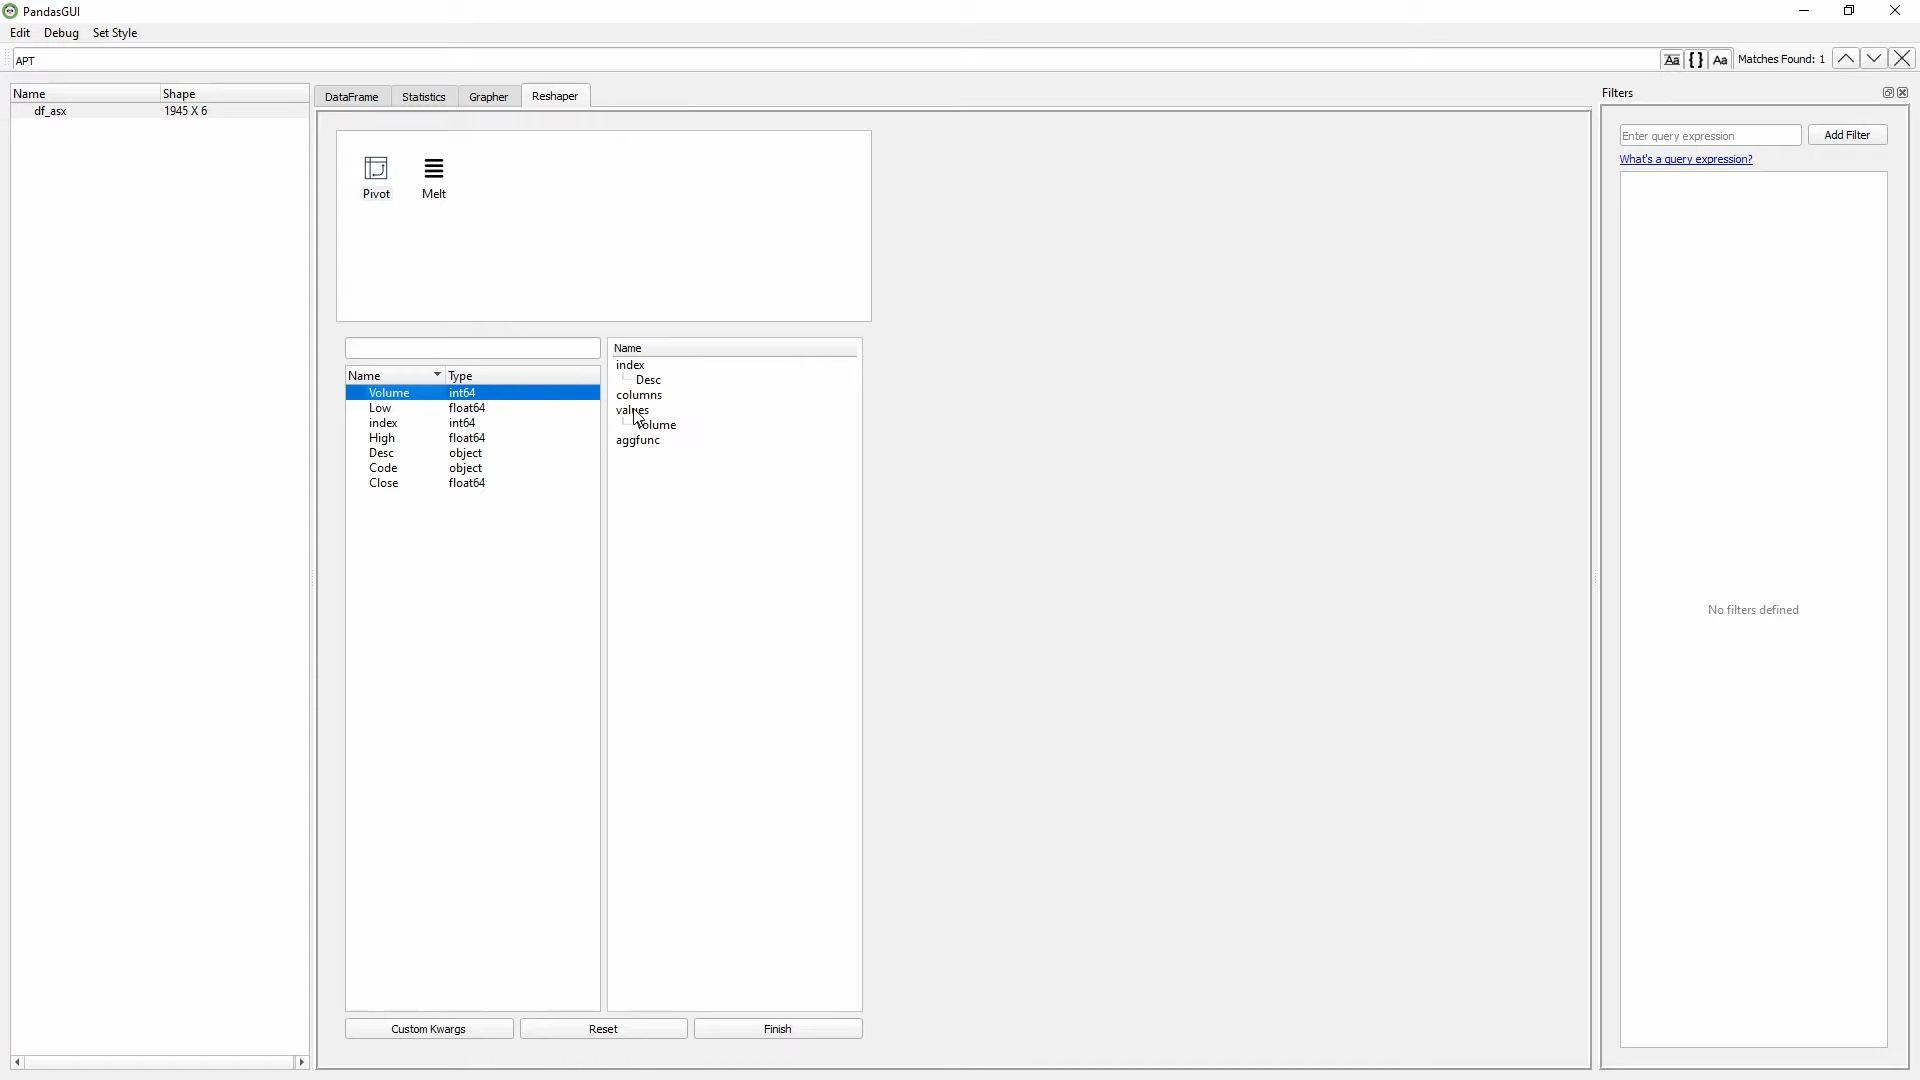 PandasGUI
Edit Debug Set Style
APT
Aa {} Aa Matches Found: 1
Name Shape
df_asx 1945 X 6
DataFrame Statistics Grapher Reshaper
Pivot Melt
Name Type
Volume int64
Low float64
index int64
High float64
Desc object
Code object
Close float64
Name
index
Desc
columns
values
Volume
aggfunc
Custom Kwargs Reset Finish
Filters
Enter query expression Add Filter
What's a query expression?
No filters defined